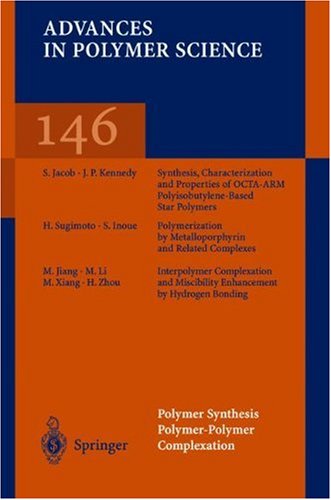 ADVANCES
IN POLYMER SCIENCE
146
S. Jacob · J. P. Kennedy
Synthesis, Characterization
and Properties of OCTA-ARM
Polyisobutylene-Based
Star Polymers
H. Sugimoto · S. Inoue
Polymerization
by Metalloporphyrin
and Related Complexes
M. Jiang · M. Li
M. Xiang · H. Zhou
Interpolymer Complexation
and Miscibility Enhancement
by Hydrogen Bonding
Polymer Synthesis
Polymer-Polymer
Complexation
Springer